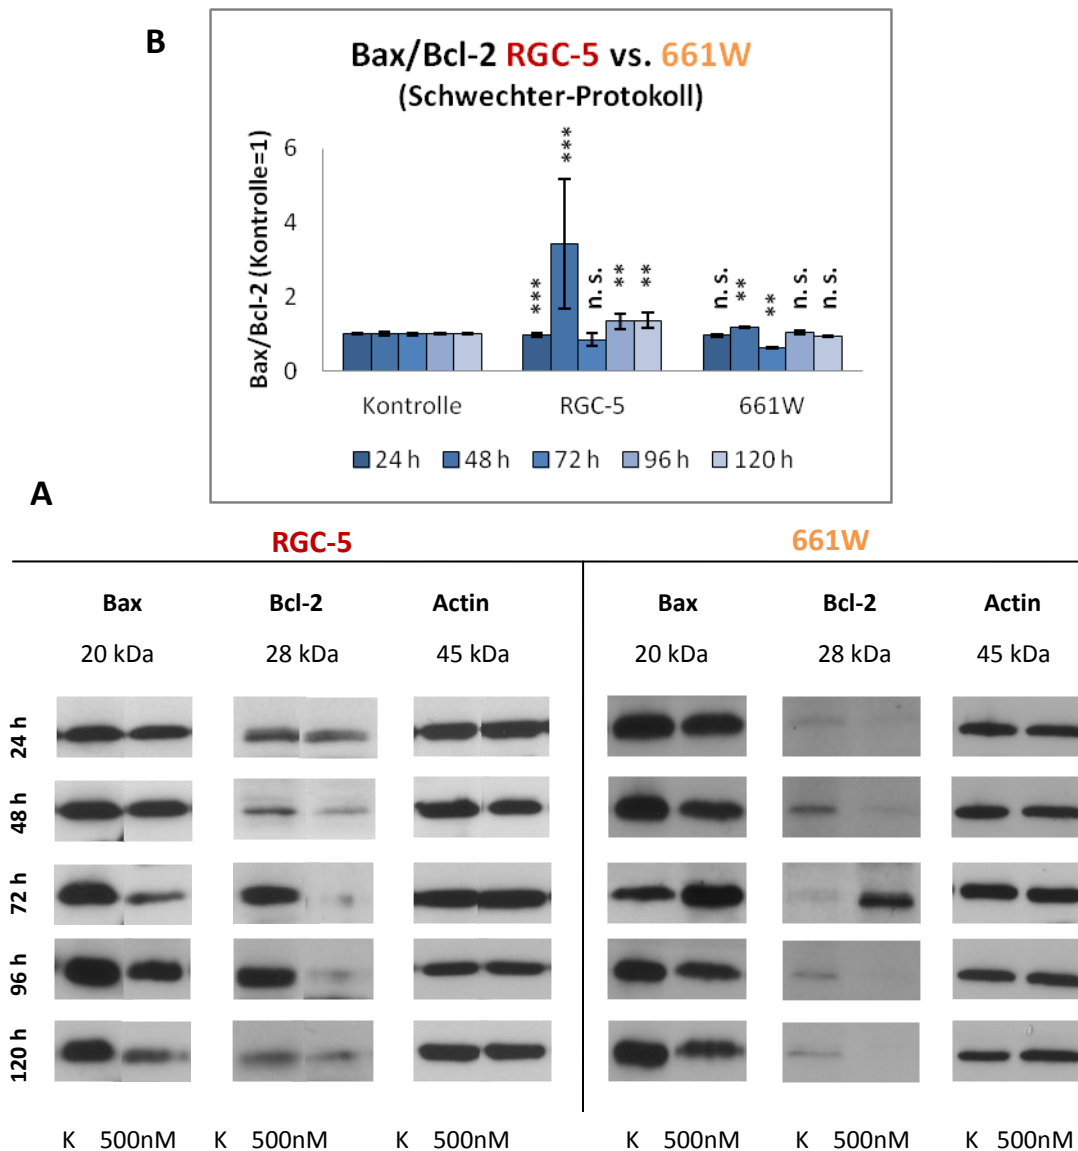 B
Bax/Bcl-2 RGC-5 vs. 661W
(Schwechter-Protokoll)
Bax/Bcl-2 (Kontrolle=1)
6
4
2
0
*** *** n. s. ** **
n. s. ** ** n. s. n. s.
Kontrolle RGC-5 661W
24 h 48 h 72 h 96 h 120 h
A
RGC-5 661W
Bax Bcl-2 Actin Bax Bcl-2 Actin
20 kDa 28 kDa 45 kDa 20 kDa 28 kDa 45 kDa
24 h
48 h
72 h
96 h
120 h
K 500nM K 500nM K 500nM K 500nM K 500nM K 500nM